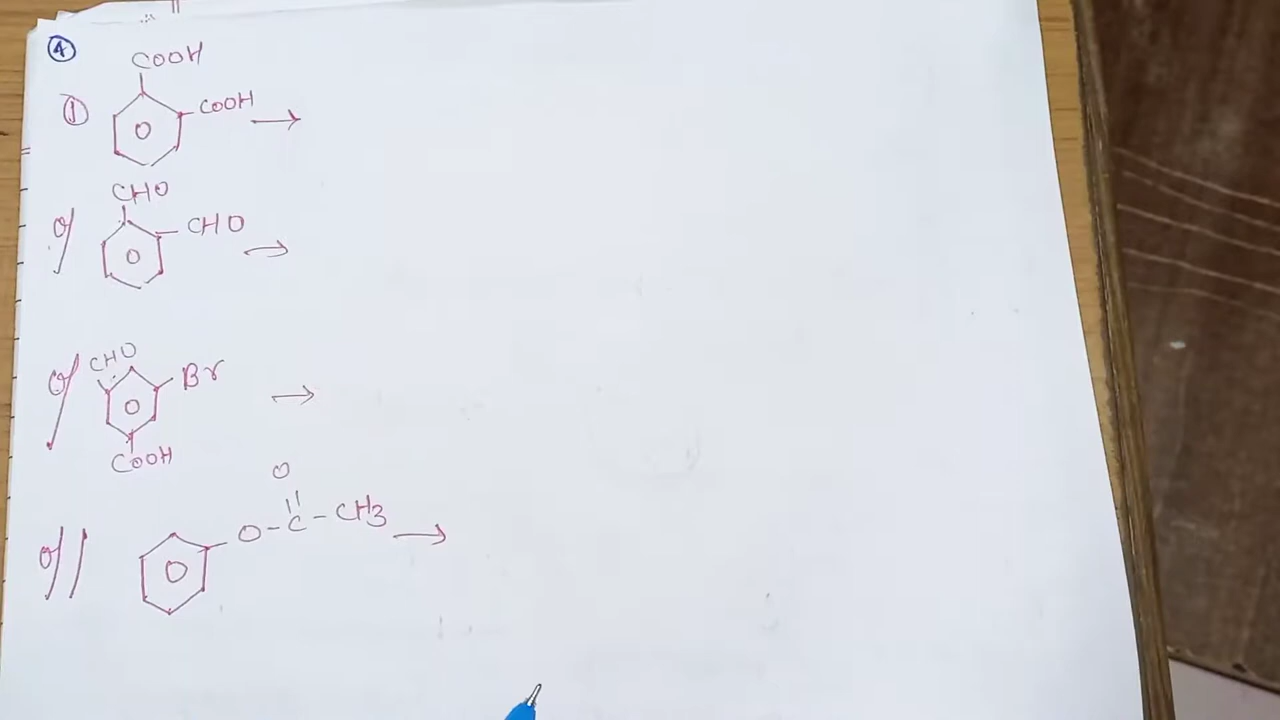 ④
① COOH
COOH →
O
CHO
Q/ CHO →
O
Q/ CHO Br →
O
COOH
O
||
Q// O-C-CH3 →
O